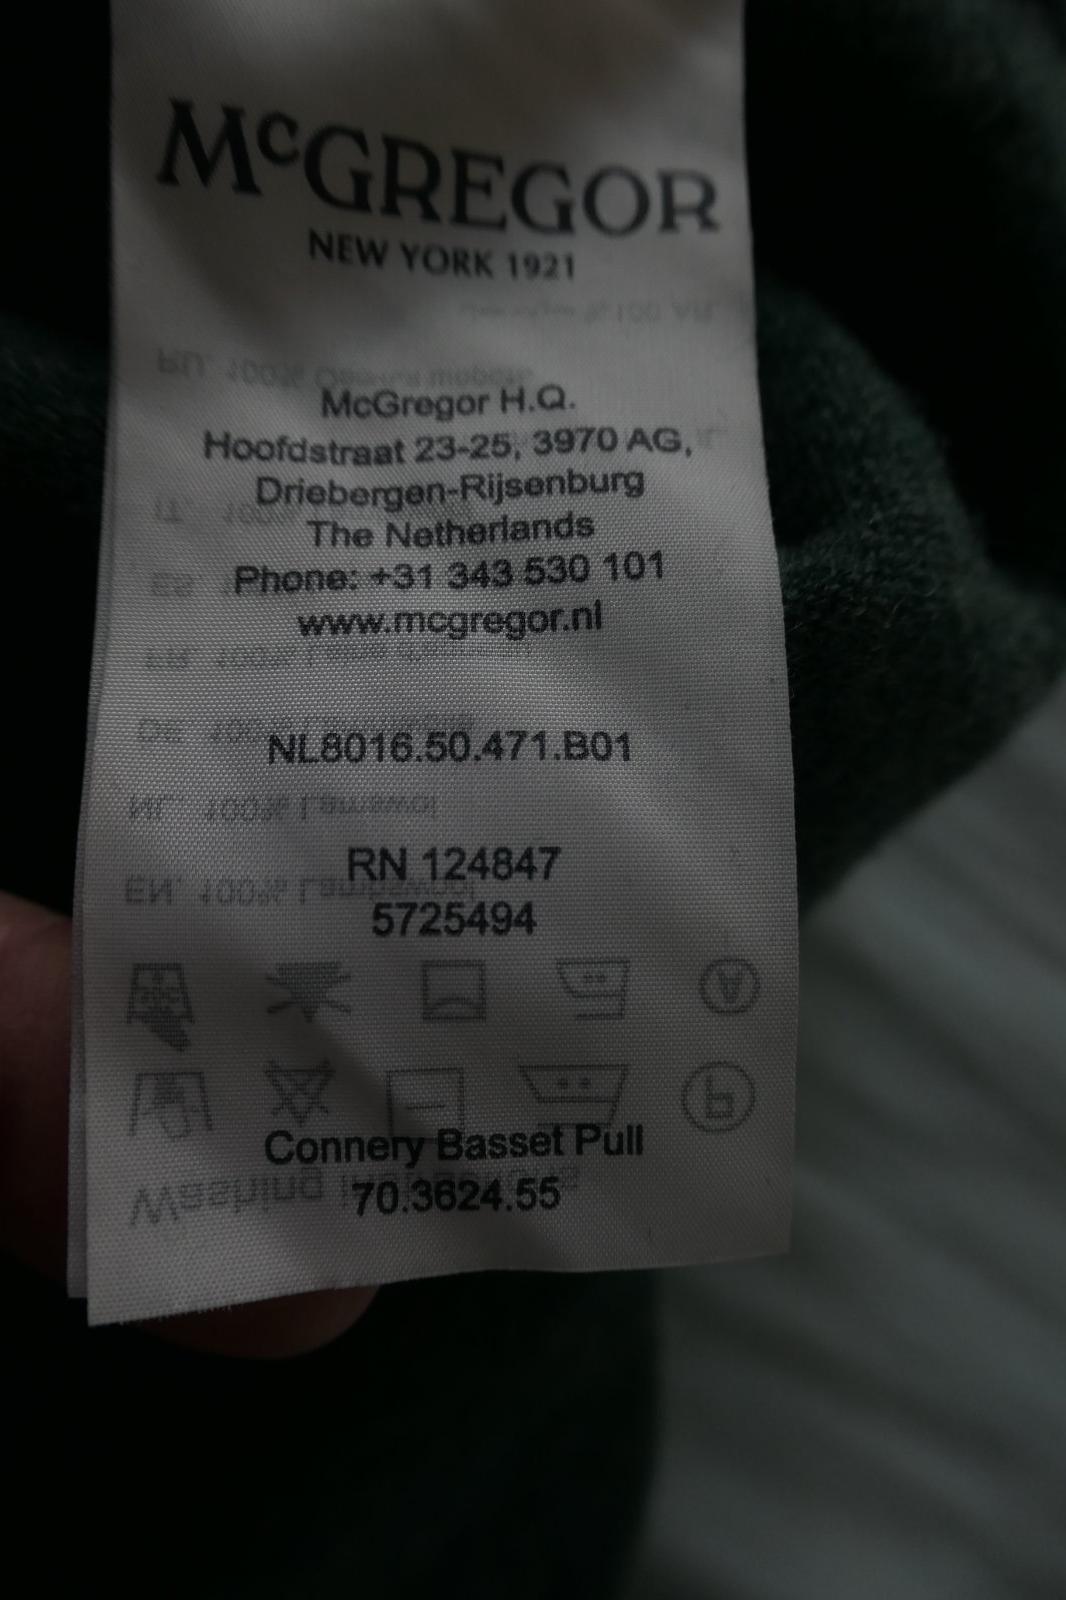 McGREGOR
NEW YORK 1921
McGregor H.Q.
Hoofdstraat 23-25, 3970 AG,
Driebergen-Rijsenburg
The Netherlands
Phone: +31 343 530 101
www.mcgregor.nl
NL8016.50.471.B01
RN 124847
5725494
Connery Basset Pull
70.3624.55